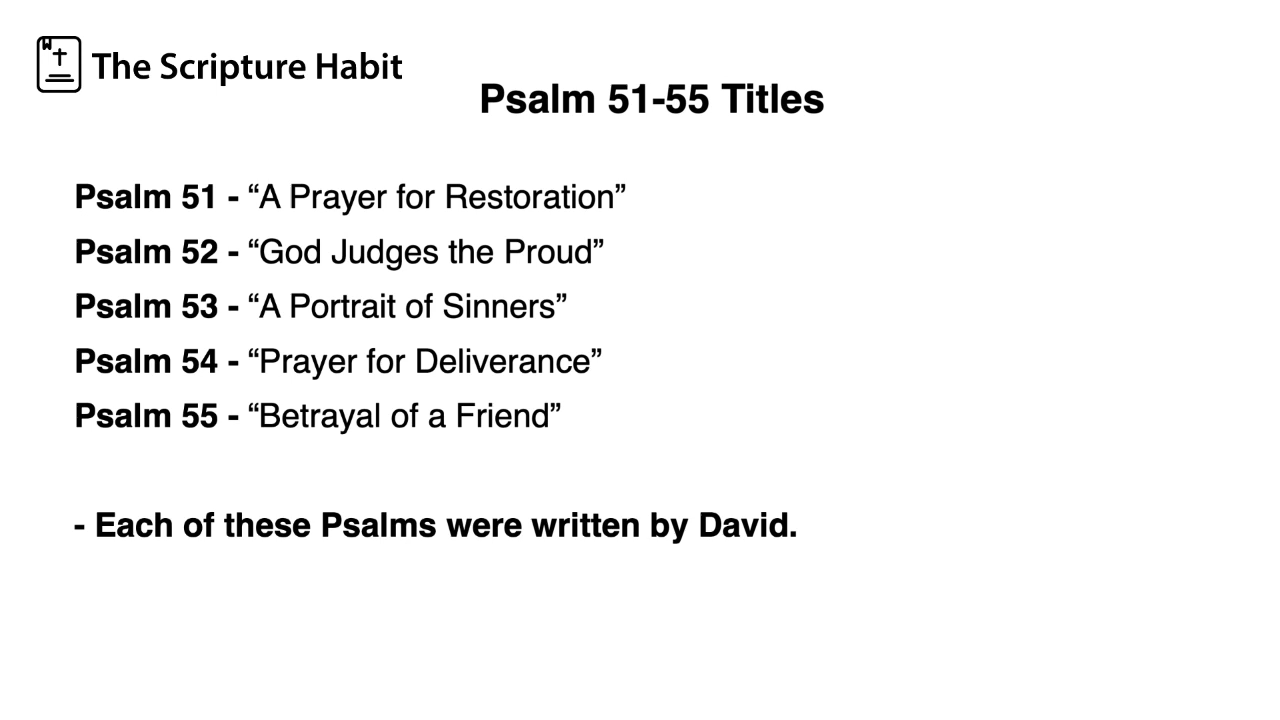 The Scripture Habit
Psalm 51-55 Titles
Psalm 51 - “A Prayer for Restoration”
Psalm 52 - “God Judges the Proud”
Psalm 53 - “A Portrait of Sinners”
Psalm 54 - “Prayer for Deliverance”
Psalm 55 - “Betrayal of a Friend”
- Each of these Psalms were written by David.